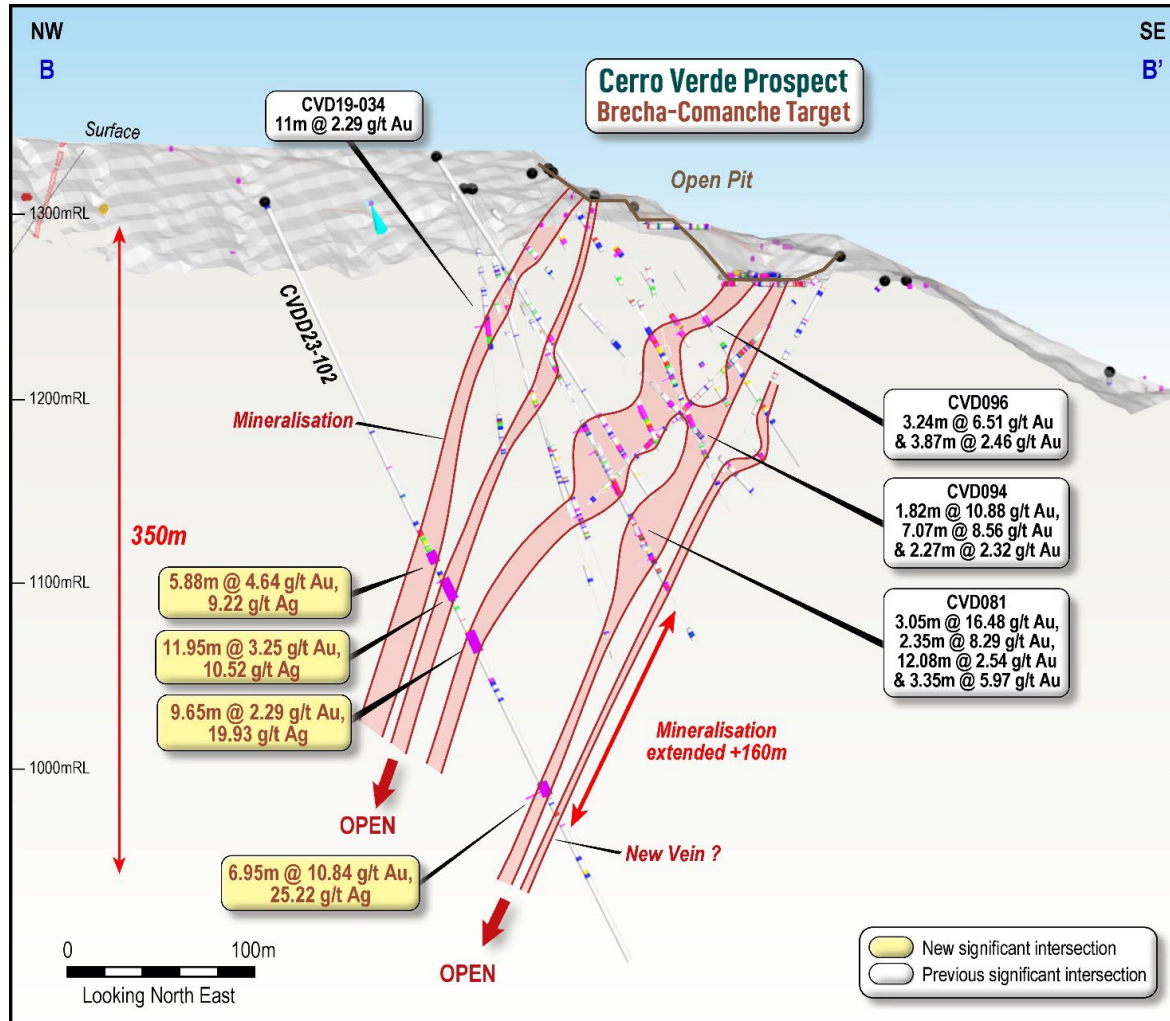 NW
SE
B
B'
Cerro Verde Prospect
Brecha-Comanche Target
CVD19-034
11m @ 2.29 g/t Au
Surface
Open Pit
1300mRL
CVDD23-102
1200mRL
Mineralisation
CVD096
3.24m @ 6.51 g/t Au
& 3.87m @ 2.46 g/t Au
CVD094
1.82m @ 10.88 g/t Au,
7.07m @ 8.56 g/t Au
& 2.27m @ 2.32 g/t Au
350m
1100mRL
5.88m @ 4.64 g/t Au,
9.22 g/t Ag
CVD081
3.05m @ 16.48 g/t Au,
2.35m @ 8.29 g/t Au,
12.08m @ 2.54 g/t Au
& 3.35m @ 5.97 g/t Au
11.95m @ 3.25 g/t Au,
10.52 g/t Ag
9.65m @ 2.29 g/t Au,
19.93 g/t Ag
Mineralisation
extended +160m
1000mRL
OPEN
New Vein ?
6.95m @ 10.84 g/t Au,
25.22 g/t Ag
OPEN
0
100m
Looking North East
New significant intersection
Previous significant intersection